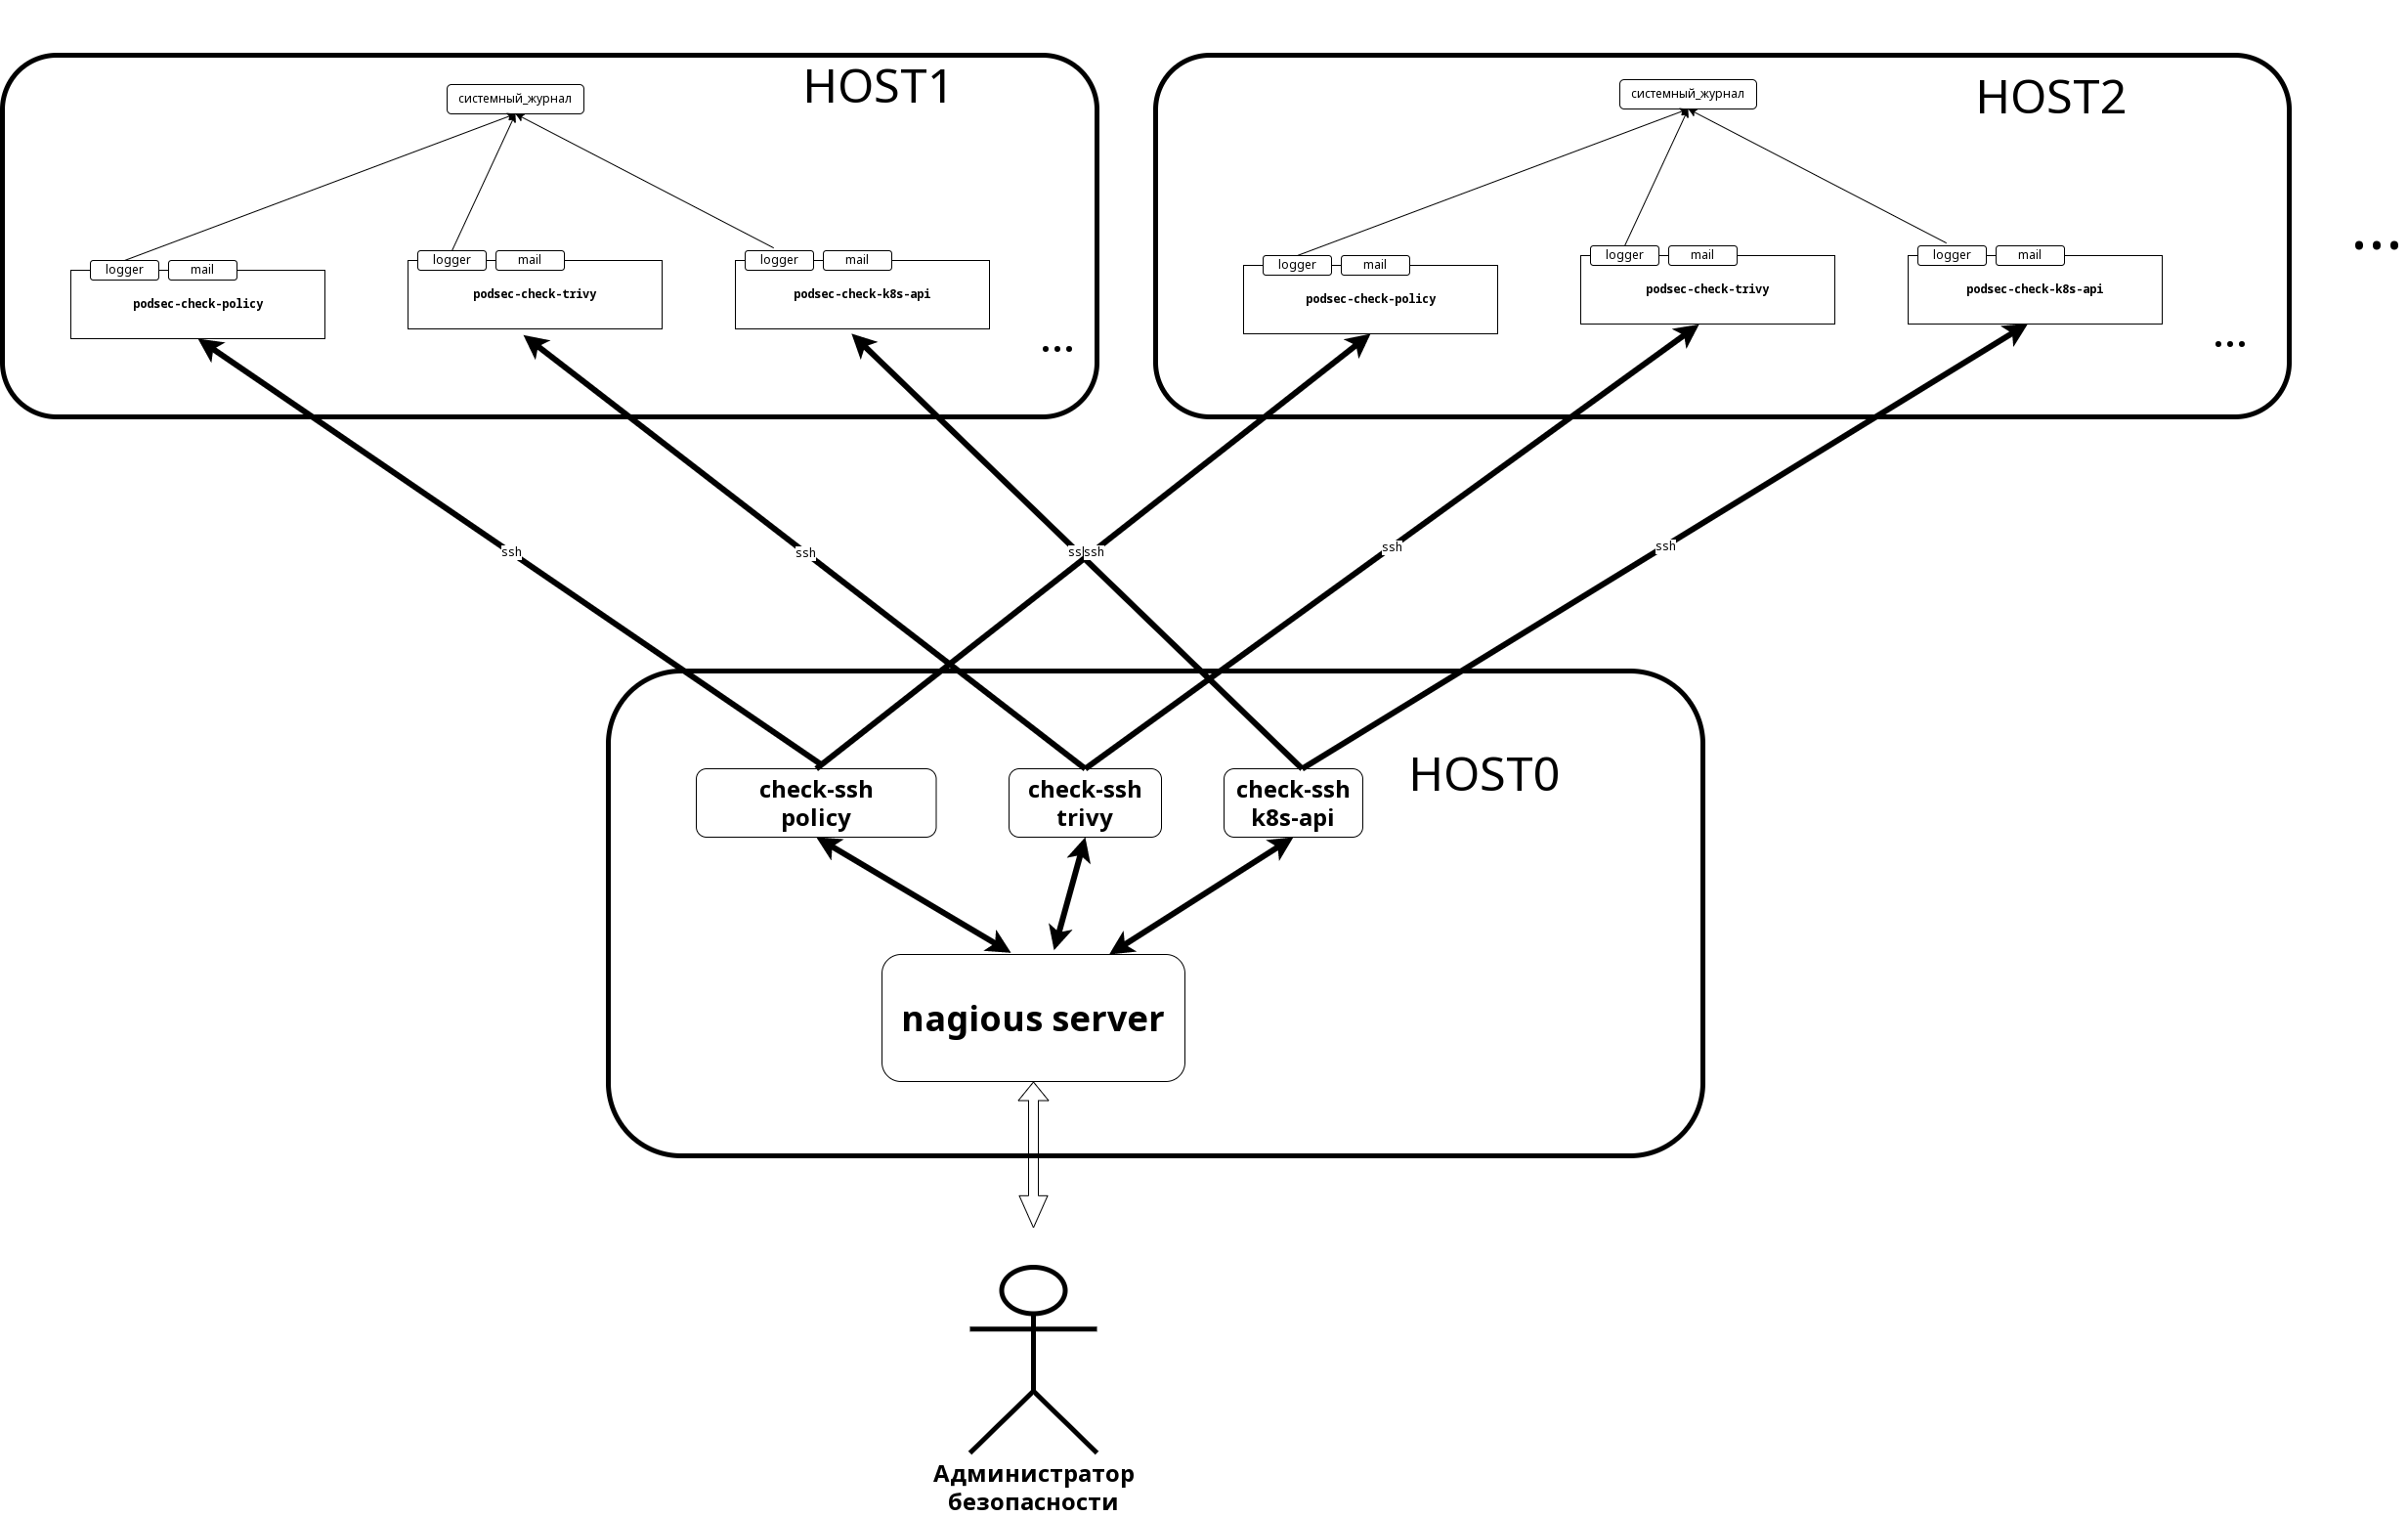 HOST1
системный_журнал
logger
mail
podsec-check-policy
logger
mail
podsec-check-trivy
logger
mail
podsec-check-k8s-api
...
HOST2
системный_журнал
logger
mail
podsec-check-policy
logger
mail
podsec-check-trivy
logger
mail
podsec-check-k8s-api
...
...
ssh
ssh
ssh
ssh
ssh
HOST0
check-ssh
policy
check-ssh
trivy
check-ssh
k8s-api
nagious server
Администратор
безопасности